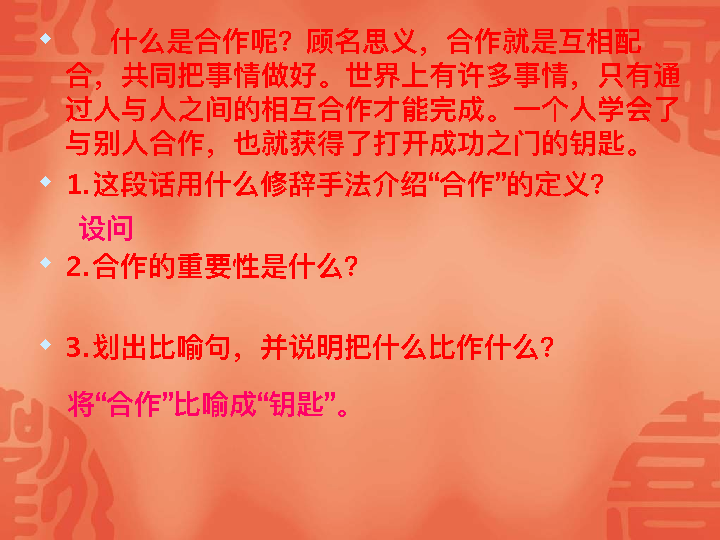 什么是合作呢？顾名思义，合作就是互相配
合，共同把事情做好。世界上有许多事情，只有通
过人与人之间的相互合作才能完成。一个人学会了
与别人合作，也就获得了打开成功之门的钥匙。
1.这段话用什么修辞手法介绍“合作”的定义？
设问
2.合作的重要性是什么？
3.划出比喻句，并说明把什么比作什么？
将“合作”比喻成“钥匙”。